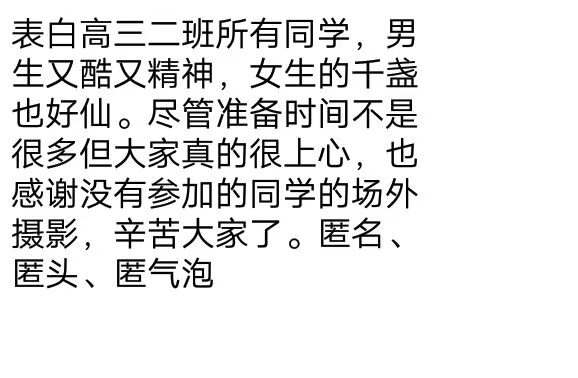 表白高三二班所有同学，男
生又酷又精神，女生的千盏
也好仙。尽管准备时间不是
很多但大家真的很上心，也
感谢没有参加的同学的场外
摄影，辛苦大家了。匿名、
匿头、匿气泡